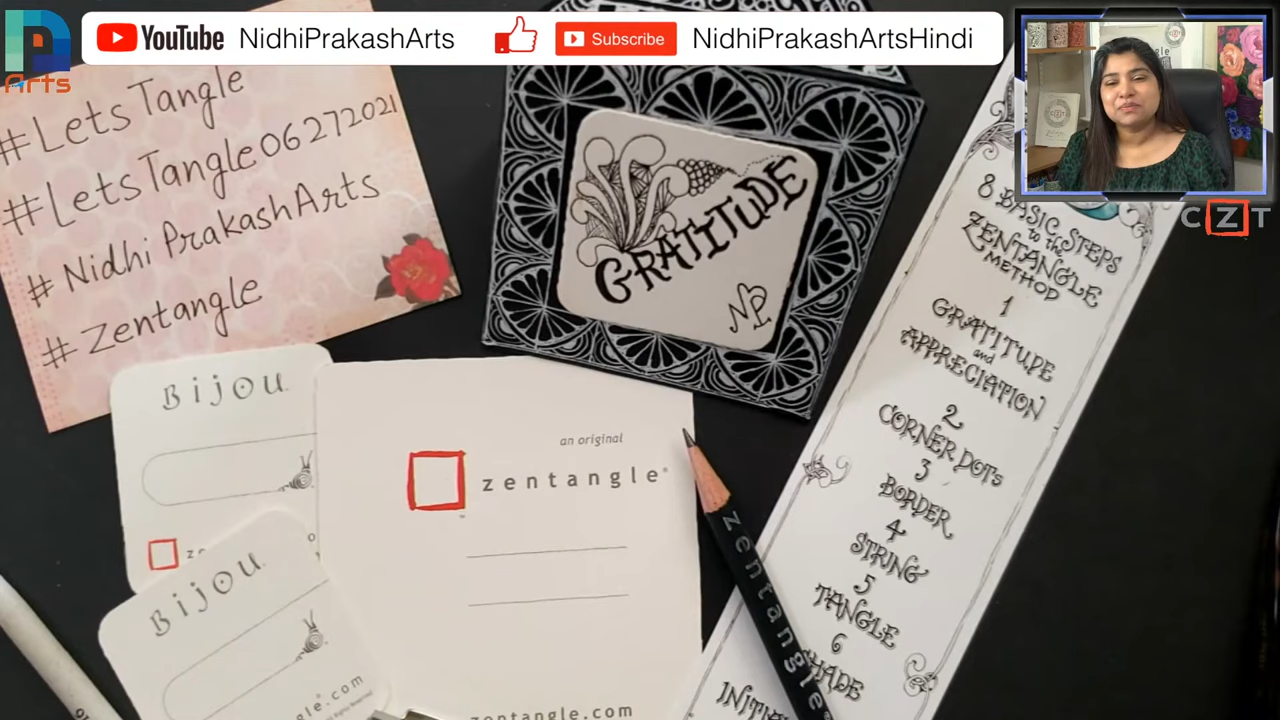 YouTube NidhiPrakashArts Subscribe NidhiPrakashArtsHindi
Arts
CZT
#LetsTangle
#LetsTangle06272021
#NidhiPrakashArts
#Zentangle
GRATITUDE
NP
8 BASIC STEPS
to the
ZENTANGLE
METHOD
1
GRATITUDE
and
APPRECIATION
2
CORNER DOTS
3
BORDER
4
STRING
5
TANGLE
6
SHADE
Bijou
an original
zentangle®
zentangle
Bijou
zentangle.com